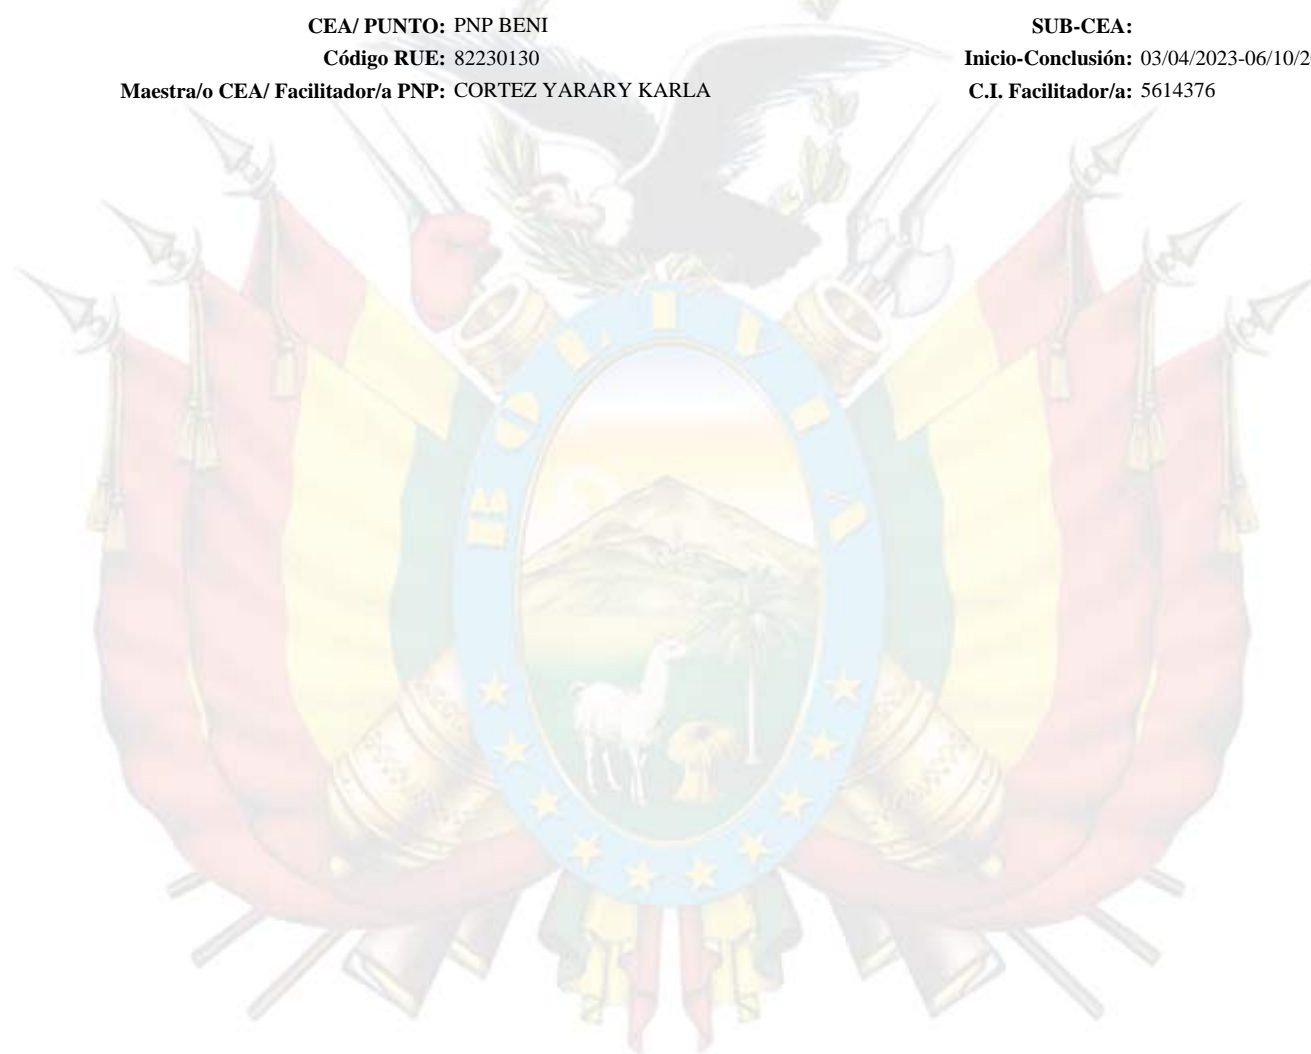 CEA/ PUNTO: PNP BENI SUB-CEA:
Código RUE: 82230130 Inicio-Conclusión: 03/04/2023-06/10/2
Maestra/o CEA/ Facilitador/a PNP: CORTEZ YARARY KARLA C.I. Facilitador/a: 5614376
BOLIVIA